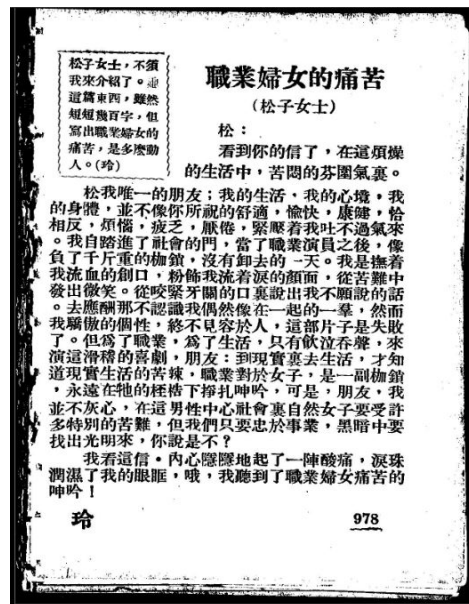 松子女士，不須
我來介紹了。這
這篇東西，雖然
短短幾百字，但
寫出職業婦女的
痛苦，是多麼動
人。(玲)
職業婦女的痛苦
(松子女士)
松：
看到你的信了，在這煩燥
的生活中，苦悶的芬圍氣裏。
松我唯一的朋友；我的生活，我的心境，我
的身體，並不像你所視的舒適，愉快，康健，恰
相反，煩惱，疲乏，厭倦，緊壓着我吐不過氣來
。我自踏進了社會的門，當了職業演員之後，像
負了千斤重的枷鎖，沒有卸去的一天。我是撫着
我流血的創口，粉飾我流着淚的顏面，從苦難中
發出微笑。從咬緊牙關的口裏說出我不願說的話
。去應酬那不認識我偶然像在一起的一羣，然而
我驕傲的個性，終不見容於人，這部片子是失敗
了。但爲了職業，爲了生活，只有飲泣吞聲，來
演這滑稽的喜劇，朋友：到現實裏去生活，才知
道現實生活的苦辣，職業對於女子，是一副枷鎖
，永遠在牠的桎梏下掙扎呻吟，可是，朋友，我
並不灰心，在這男性中心社會裏自然女子要受許
多特別的苦難，但我們只要忠於事業，黑暗中要
找出光明來，你說是不？
我看這信。內心隱隱地起了一陣酸痛，淚珠
潤濕了我的眼眶，哦，我聽到了職業婦女痛苦的
呻吟！
玲
978